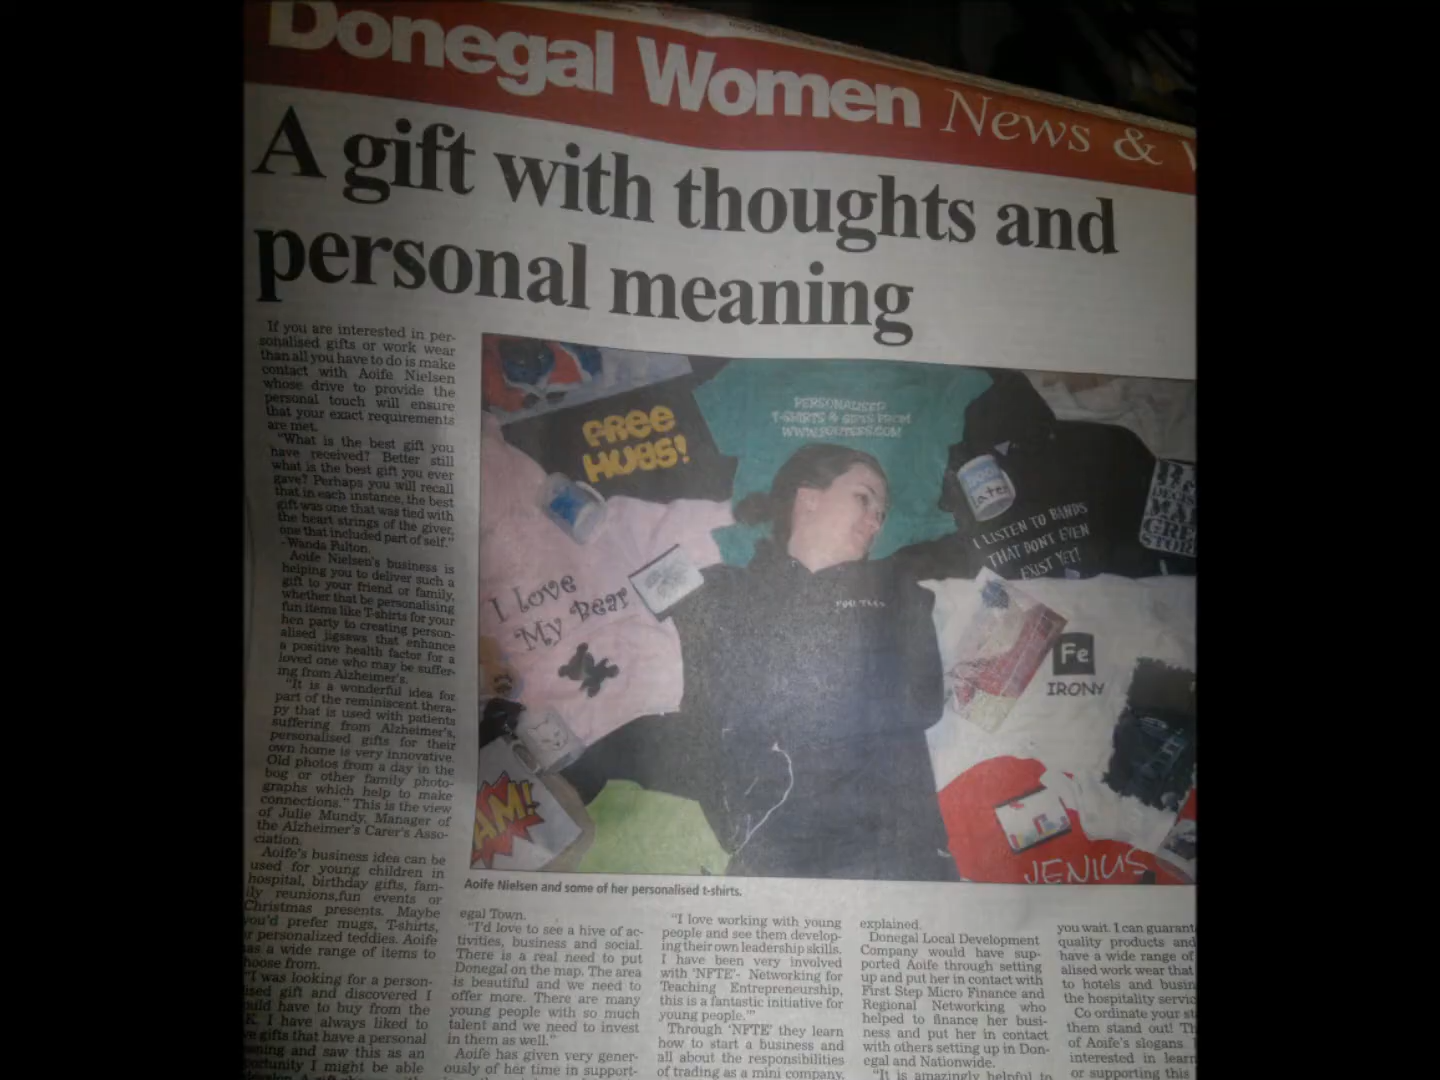 Donegal Women News &
A gift with thoughts and
personal meaning
If you are interested in per-
sonalised gifts or work wear
than all you have to do is make
contact with Aoife Nielsen
whose drive to provide the
personal touch will ensure
that your exact requirements
are met.
"What is the best gift you
have received? Better still
what is the best gift you ever
gave? Perhaps you will recall
that in each instance, the best
gift was one that was tied with
the heart strings of the giver,
one that included part of self."
- Wanda Fulton.
Aoife Nielsen's business is
helping you to deliver such a
gift to your friend or family,
whether that be personalising
fun items like T-shirts for your
hen party to creating person-
alised jigsaws that enhance
a positive health factor for a
loved one who may be suffer-
ing from Alzheimer's.
"It is a wonderful idea for
part of the reminiscent thera-
py that is used with patients
suffering from Alzheimer's,
personalised gifts for their
own home is very innovative.
Old photos from a day in the
bog or other family photo-
graphs which help to make
connections." This is the view
of Julie Mundy, Manager of
the Alzheimer's Carer's Asso-
ciation.
Aoife's business idea can be
used for young children in
hospital, birthday gifts, fam-
ily reunions,fun events or
Christmas presents. Maybe
you'd prefer mugs, T-shirts,
personalized teddies. Aoife
has a wide range of items to
choose from.
"I was looking for a person-
gift and discovered I
have to buy from the
I have always liked to
gifts that have a personal
and saw this as an
I might be able
FREE
HUGS!
PERSONALISED
T-SHIRTS & GIFTS FROM
later
I LISTEN TO BANDS
THAT DON'T EVEN
EXIST YET!
I love
My Bear
Fe
IRONY
AM!
JENIUS
Aoife Nielsen and some of her personalised t-shirts.
egal Town.
"I'd love to see a hive of ac-
tivities, business and social.
There is a real need to put
Donegal on the map. The area
is beautiful and we need to
offer more. There are many
young people with so much
talent and we need to invest
in them as well."
Aoife has given very gener-
ously of her time in support-
"I love working with young
people and see them develop-
ing their own leadership skills.
I have been very involved
with 'NFTE'- Networking for
Teaching Entrepreneurship,
this is a fantastic initiative for
young people.'"
Through 'NFTE' they learn
how to start a business and
all about the responsibilities
of trading as a mini company,
explained.
Donegal Local Development
Company would have sup-
ported Aoife through setting
up and put her in contact with
First Step Micro Finance and
Regional Networking who
helped to finance her busi-
ness and put her in contact
with others setting up in Don-
egal and Nationwide.
"It is amazingly helpful to
you wait. I can guarant
quality products and
have a wide range of
alised work wear that
to hotels and busin
the hospitality servic
Co ordinate your st
them stand out! Th
of Aoife's slogans.
interested in learn
or supporting this